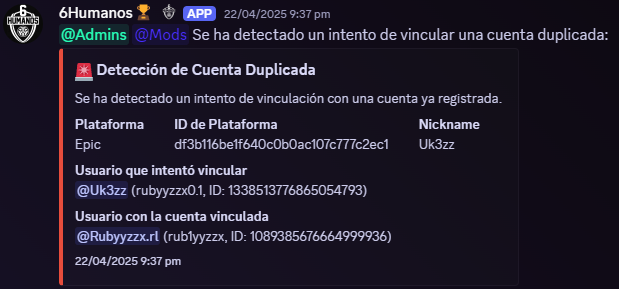 6
HUMANOS
6Humanos🏆 APP 22/04/2025 9:37 pm
@Admins @Mods Se ha detectado un intento de vincular una cuenta duplicada:
🚨 Detección de Cuenta Duplicada
Se ha detectado un intento de vinculación con una cuenta ya registrada.
Plataforma ID de Plataforma Nickname
Epic df3b116be1f640c0b0ac107c777c2ec1 Uk3zz
Usuario que intentó vincular
@Uk3zz (rubyyzzx0.1, ID: 1338513776865054793)
Usuario con la cuenta vinculada
@Rubyyzzx.rl (rub1yyzzx, ID: 1089385676664999936)
22/04/2025 9:37 pm